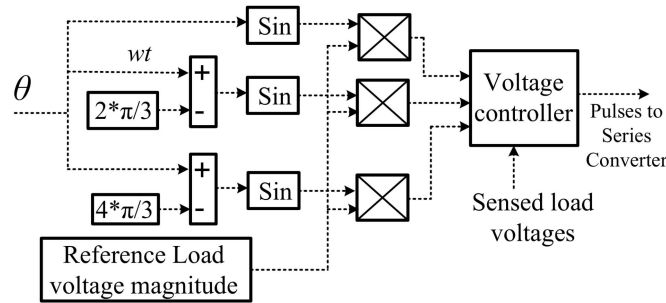 Sin
wt
θ
+
-
2*π/3
Sin
+
-
4*π/3
Sin
Voltage
controller
Pulses to
Series
Converter
Sensed load
voltages
Reference Load
voltage magnitude